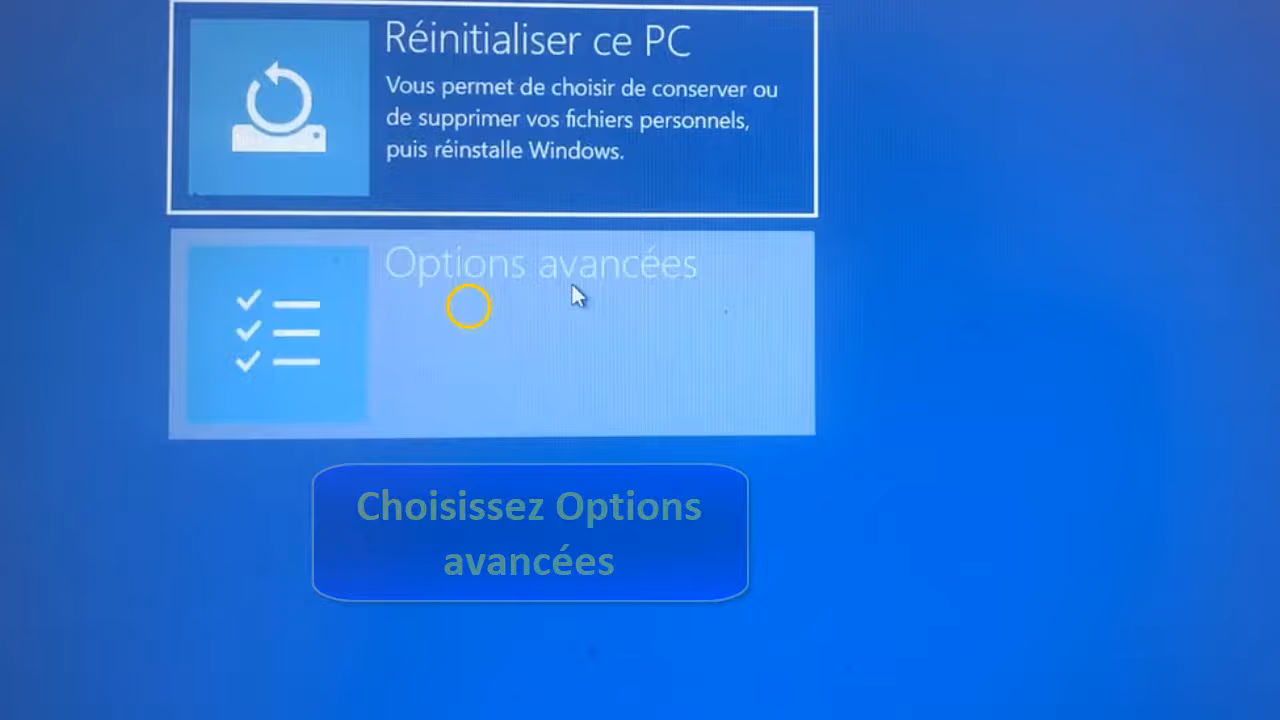 Réinitialiser ce PC
Vous permet de choisir de conserver ou
de supprimer vos fichiers personnels,
puis réinstalle Windows.
Options avancées
Choisissez Options
avancées